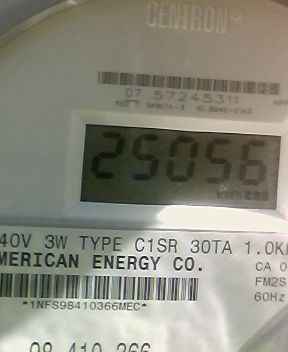 CENTRON®
07 57245311
25056
40V 3W TYPE C1SR 30TA 1.0K
MERICAN ENERGY CO.
CA 0
FM2S
60Hz
*1NFS98410366MEC*
98 410 366